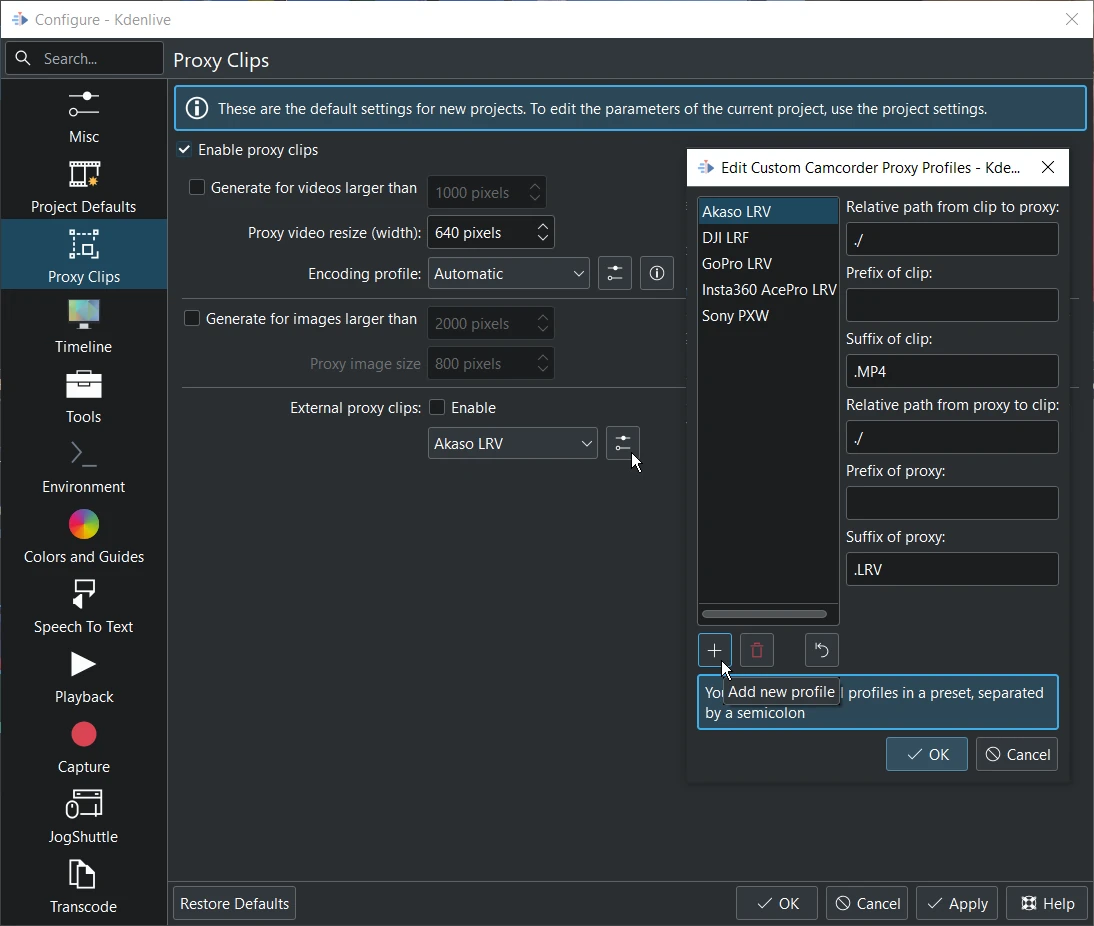 Configure - Kdenlive
Search...
Proxy Clips
Misc
Project Defaults
Proxy Clips
Timeline
Tools
Environment
Colors and Guides
Speech To Text
Playback
Capture
JogShuttle
Transcode
These are the default settings for new projects. To edit the parameters of the current project, use the project settings.
Enable proxy clips
Generate for videos larger than 1000 pixels
Proxy video resize (width): 640 pixels
Encoding profile: Automatic
Generate for images larger than 2000 pixels
Proxy image size 800 pixels
External proxy clips: Enable
Akaso LRV
Edit Custom Camcorder Proxy Profiles - Kde...
Akaso LRV
DJI LRF
GoPro LRV
Insta360 AcePro LRV
Sony PXW
Relative path from clip to proxy:
./
Prefix of clip:
Suffix of clip:
.MP4
Relative path from proxy to clip:
./
Prefix of proxy:
Suffix of proxy:
.LRV
Add new profile
profiles in a preset, separated
by a semicolon
OK Cancel
Restore Defaults OK Cancel Apply Help